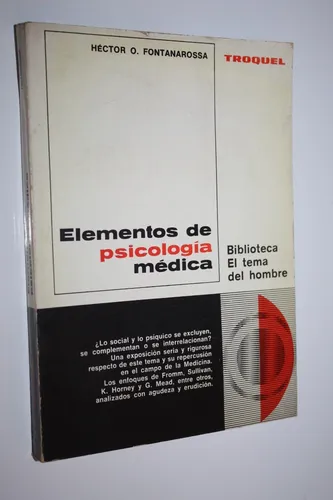 HÉCTOR O. FONTANAROSSA
TROQUEL
Elementos de
psicología
médica
Biblioteca
El tema
del hombre
¿Lo social y lo psíquico se excluyen,
se complementan o se interrelacionan?
Una exposición seria y rigurosa
respecto de este tema y su repercusión
en el campo de la Medicina.
Los enfoques de Fromm, Sullivan,
K. Horney y G. Mead, entre otros,
analizados con agudeza y erudición.